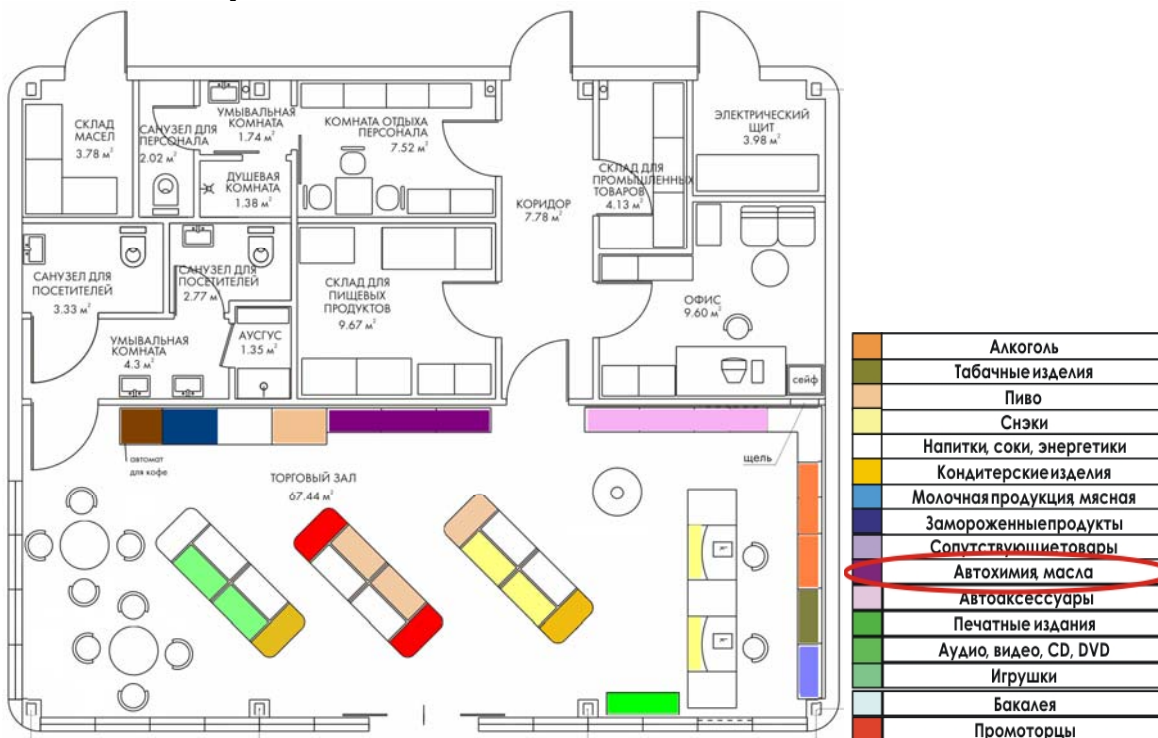 СКЛАД
МАСЕЛ
3.78 м²
САНУЗЕЛ ДЛЯ
ПЕРСОНАЛА
2.02 м²
УМЫВАЛЬНАЯ
КОМНАТА
1.74 м²
ДУШЕВАЯ
КОМНАТА
1.38 м²
КОМНАТА ОТДЫХА
ПЕРСОНАЛА
7.52 м²
КОРИДОР
7.78 м²
СКЛАД ДЛЯ
ПРОМЫШЛЕННЫХ
ТОВАРОВ
4.13 м²
ЭЛЕКТРИЧЕСКИЙ
ЩИТ
3.98 м²
САНУЗЕЛ ДЛЯ
ПОСЕТИТЕЛЕЙ
3.33 м²
САНУЗЕЛ ДЛЯ
ПОСЕТИТЕЛЕЙ
2.77 м
СКЛАД ДЛЯ
ПИЩЕВЫХ
ПРОДУКТОВ
9.67 м²
ОФИС
9.60 м²
УМЫВАЛЬНАЯ
КОМНАТА
4.3 м²
АУСГУС
1.35 м²
сейф
автомат
для кофе
ТОРГОВЫЙ ЗАЛ
67.44 м²
щель
Алкоголь
Табачные изделия
Пиво
Снэки
Напитки, соки, энергетики
Кондитерские изделия
Молочная продукция, мясная
Замороженные продукты
Сопутствующие товары
Автохимия, масла
Автоаксессуары
Печатные издания
Аудио, видео, CD, DVD
Игрушки
Бакалея
Промоторцы